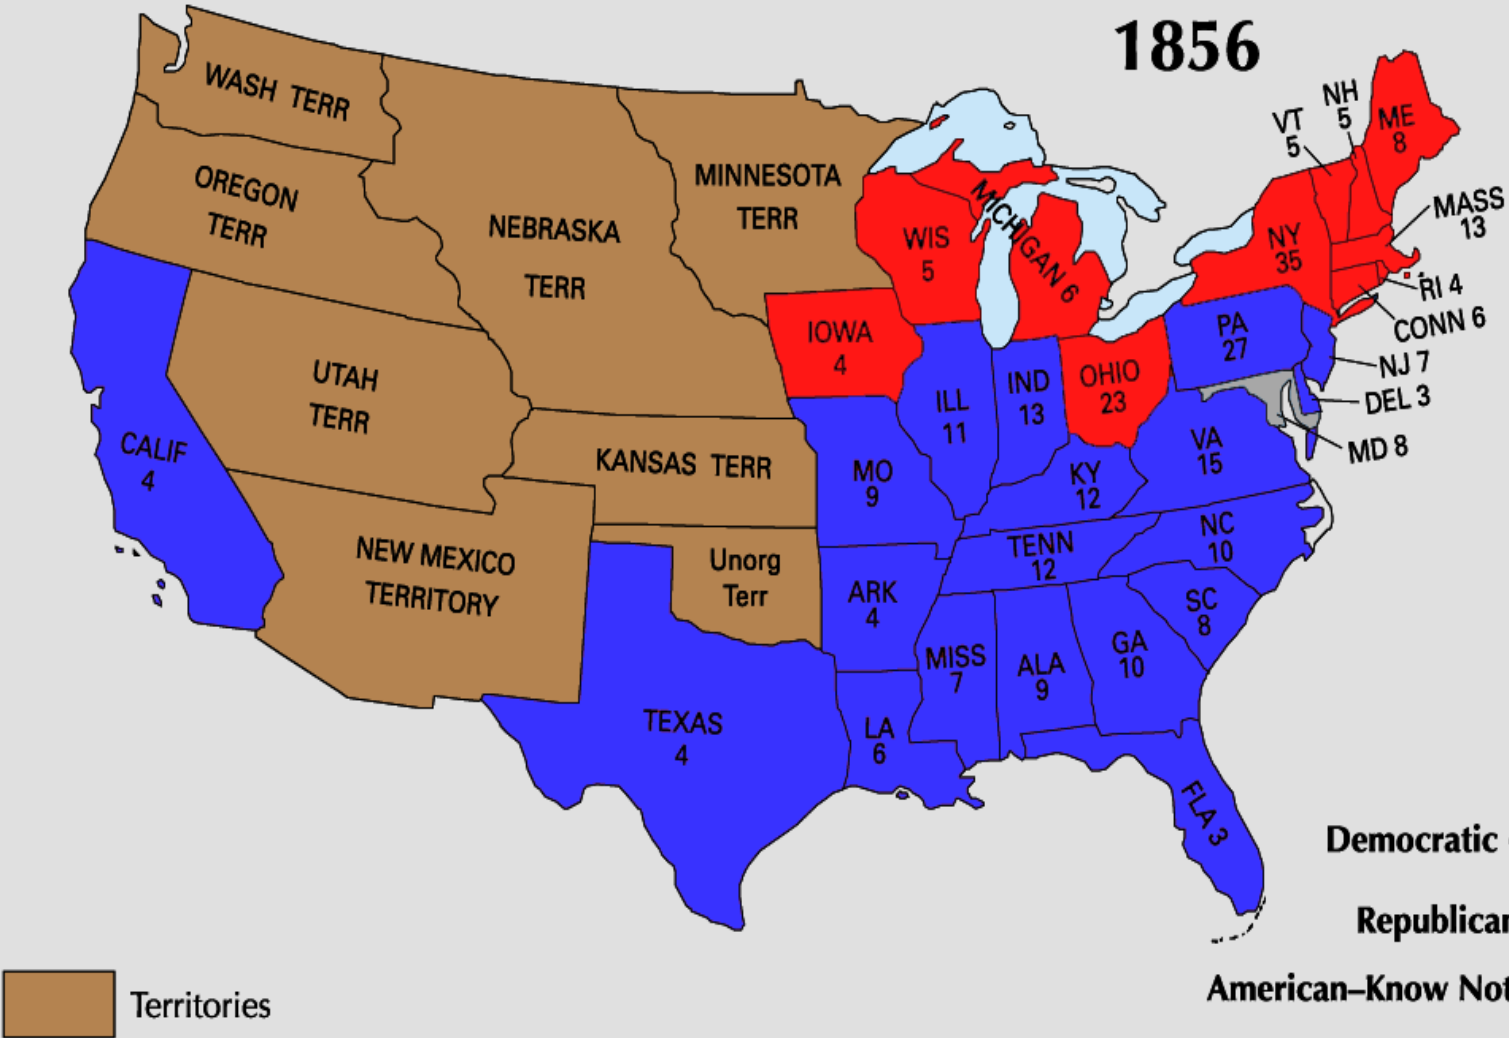 1856
WASH TERR
OREGON
TERR
NEBRASKA
TERR
MINNESOTA
TERR
UTAH
TERR
CALIF
4
KANSAS TERR
NEW MEXICO
TERRITORY
Unorg
Terr
TEXAS
4
IOWA
4
WIS
5
MICHIGAN 6
ILL
11
IND
13
OHIO
23
MO
9
KY
12
TENN
12
ARK
4
LA
6
MISS
7
ALA
9
GA
10
FLA 3
SC
8
NC
10
VA
15
PA
27
NY
35
VT
5
NH
5
ME
8
MASS
13
RI 4
CONN 6
NJ 7
DEL 3
MD 8
Democratic
Republican
American–Know Not
Territories